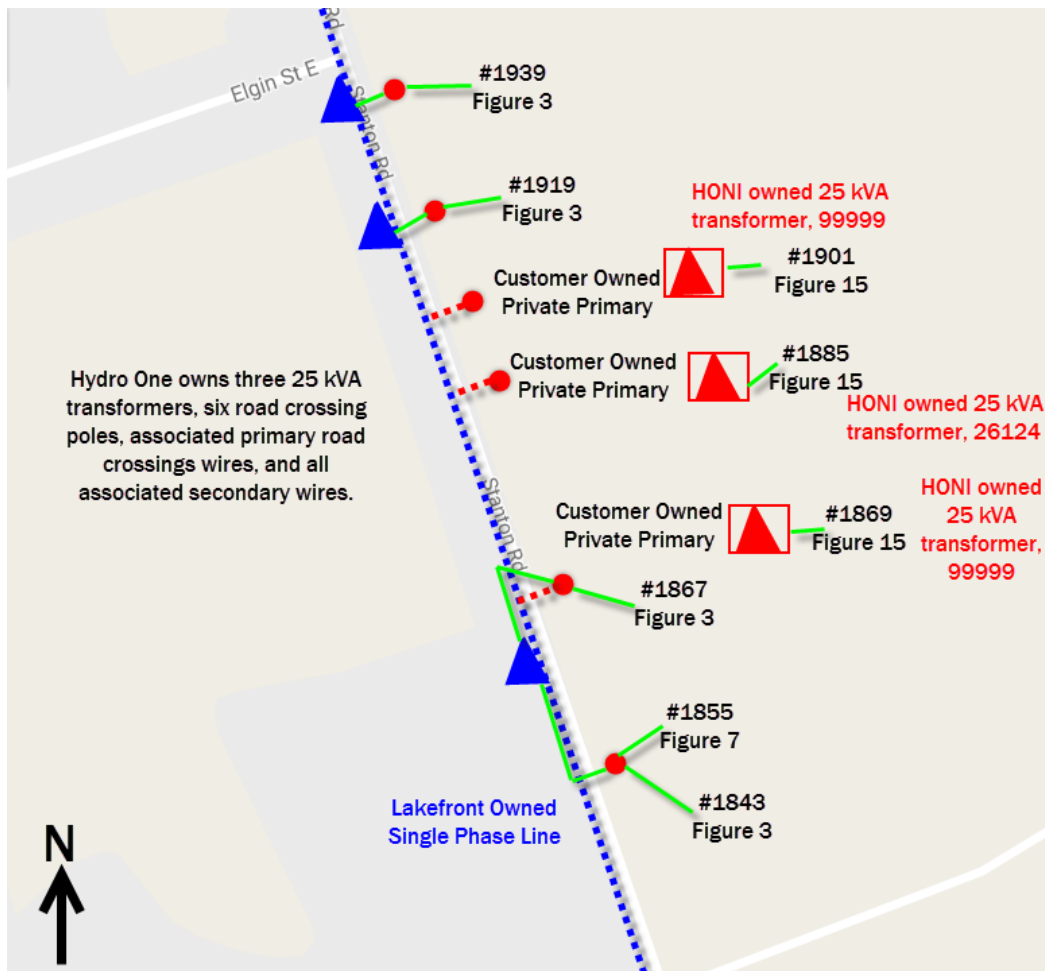 Rd
Elgin St E
#1939
Figure 3
Stanton Rd
#1919
Figure 3
HONI owned 25 kVA
transformer, 99999
Customer Owned
Private Primary
#1901
Figure 15
Customer Owned
Private Primary
#1885
Figure 15
HONI owned 25 kVA
transformer, 26124
Hydro One owns three 25 kVA
transformers, six road crossing
poles, associated primary road
crossings wires, and all
associated secondary wires.
Stanton Rd
Customer Owned
Private Primary
#1869
Figure 15
HONI owned
25 kVA
transformer,
99999
#1867
Figure 3
#1855
Figure 7
#1843
Figure 3
Lakefront Owned
Single Phase Line
N